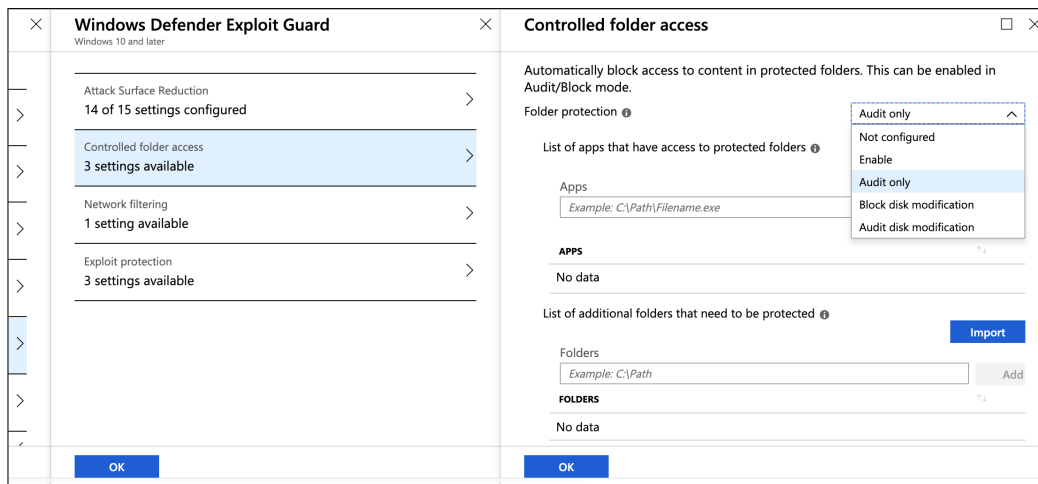 Windows Defender Exploit Guard
Windows 10 and later
Attack Surface Reduction
14 of 15 settings configured
Controlled folder access
3 settings available
Network filtering
1 setting available
Exploit protection
3 settings available
OK
Controlled folder access
Automatically block access to content in protected folders. This can be enabled in
Audit/Block mode.
Folder protection
Audit only
Not configured
Enable
Audit only
Block disk modification
Audit disk modification
List of apps that have access to protected folders
Apps
Example: C:\Path\Filename.exe
APPS
No data
List of additional folders that need to be protected
Import
Folders
Example: C:\Path
Add
FOLDERS
No data
OK